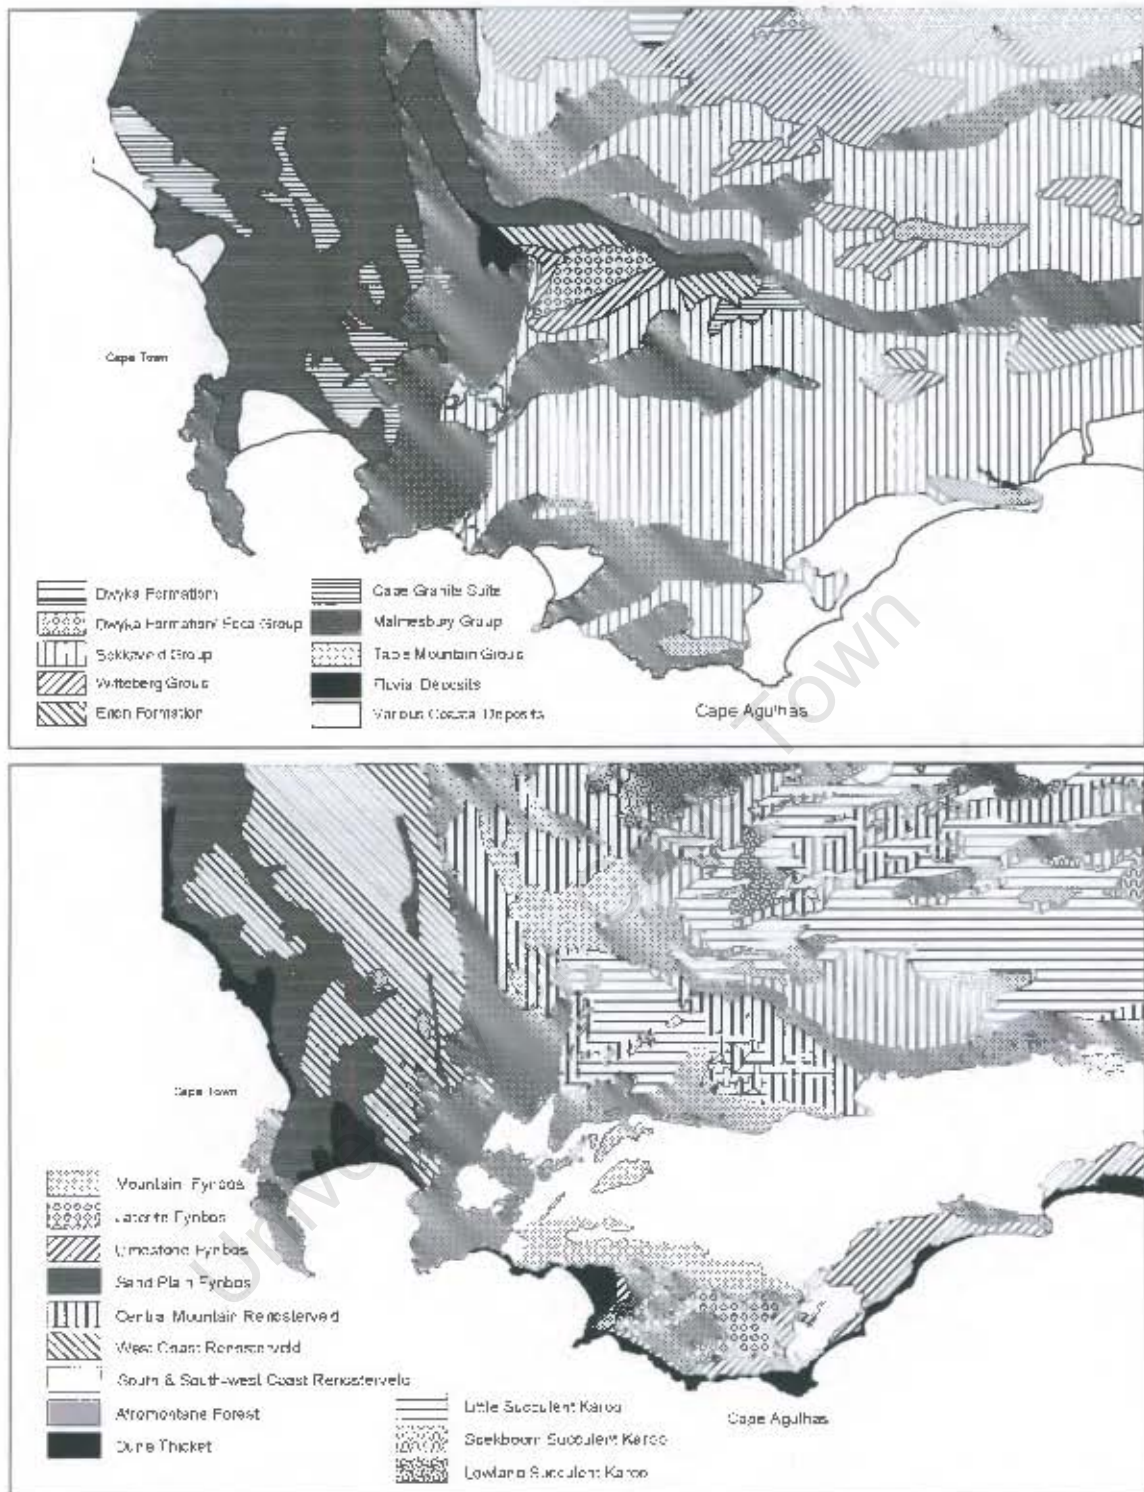 Cape Town
Dwyka Formation
Dwyka Formation/ Ecca Group
Bokkeveld Group
Witteberg Group
Enon Formation
Cape Granite Suite
Malmesbury Group
Table Mountain Group
Fluvial Deposits
Various Coastal Deposits
Cape Agulhas
Town
Cape Town
Mountain Fynbos
Laterite Fynbos
Limestone Fynbos
Sand Plain Fynbos
Central Mountain Renosterveld
West Coast Renosterveld
South & South-west Coast Renosterveld
Afromontane Forest
Dune Thicket
Little Succulent Karoo
Spekboom Succulent Karoo
Lowland Succulent Karoo
Cape Agulhas